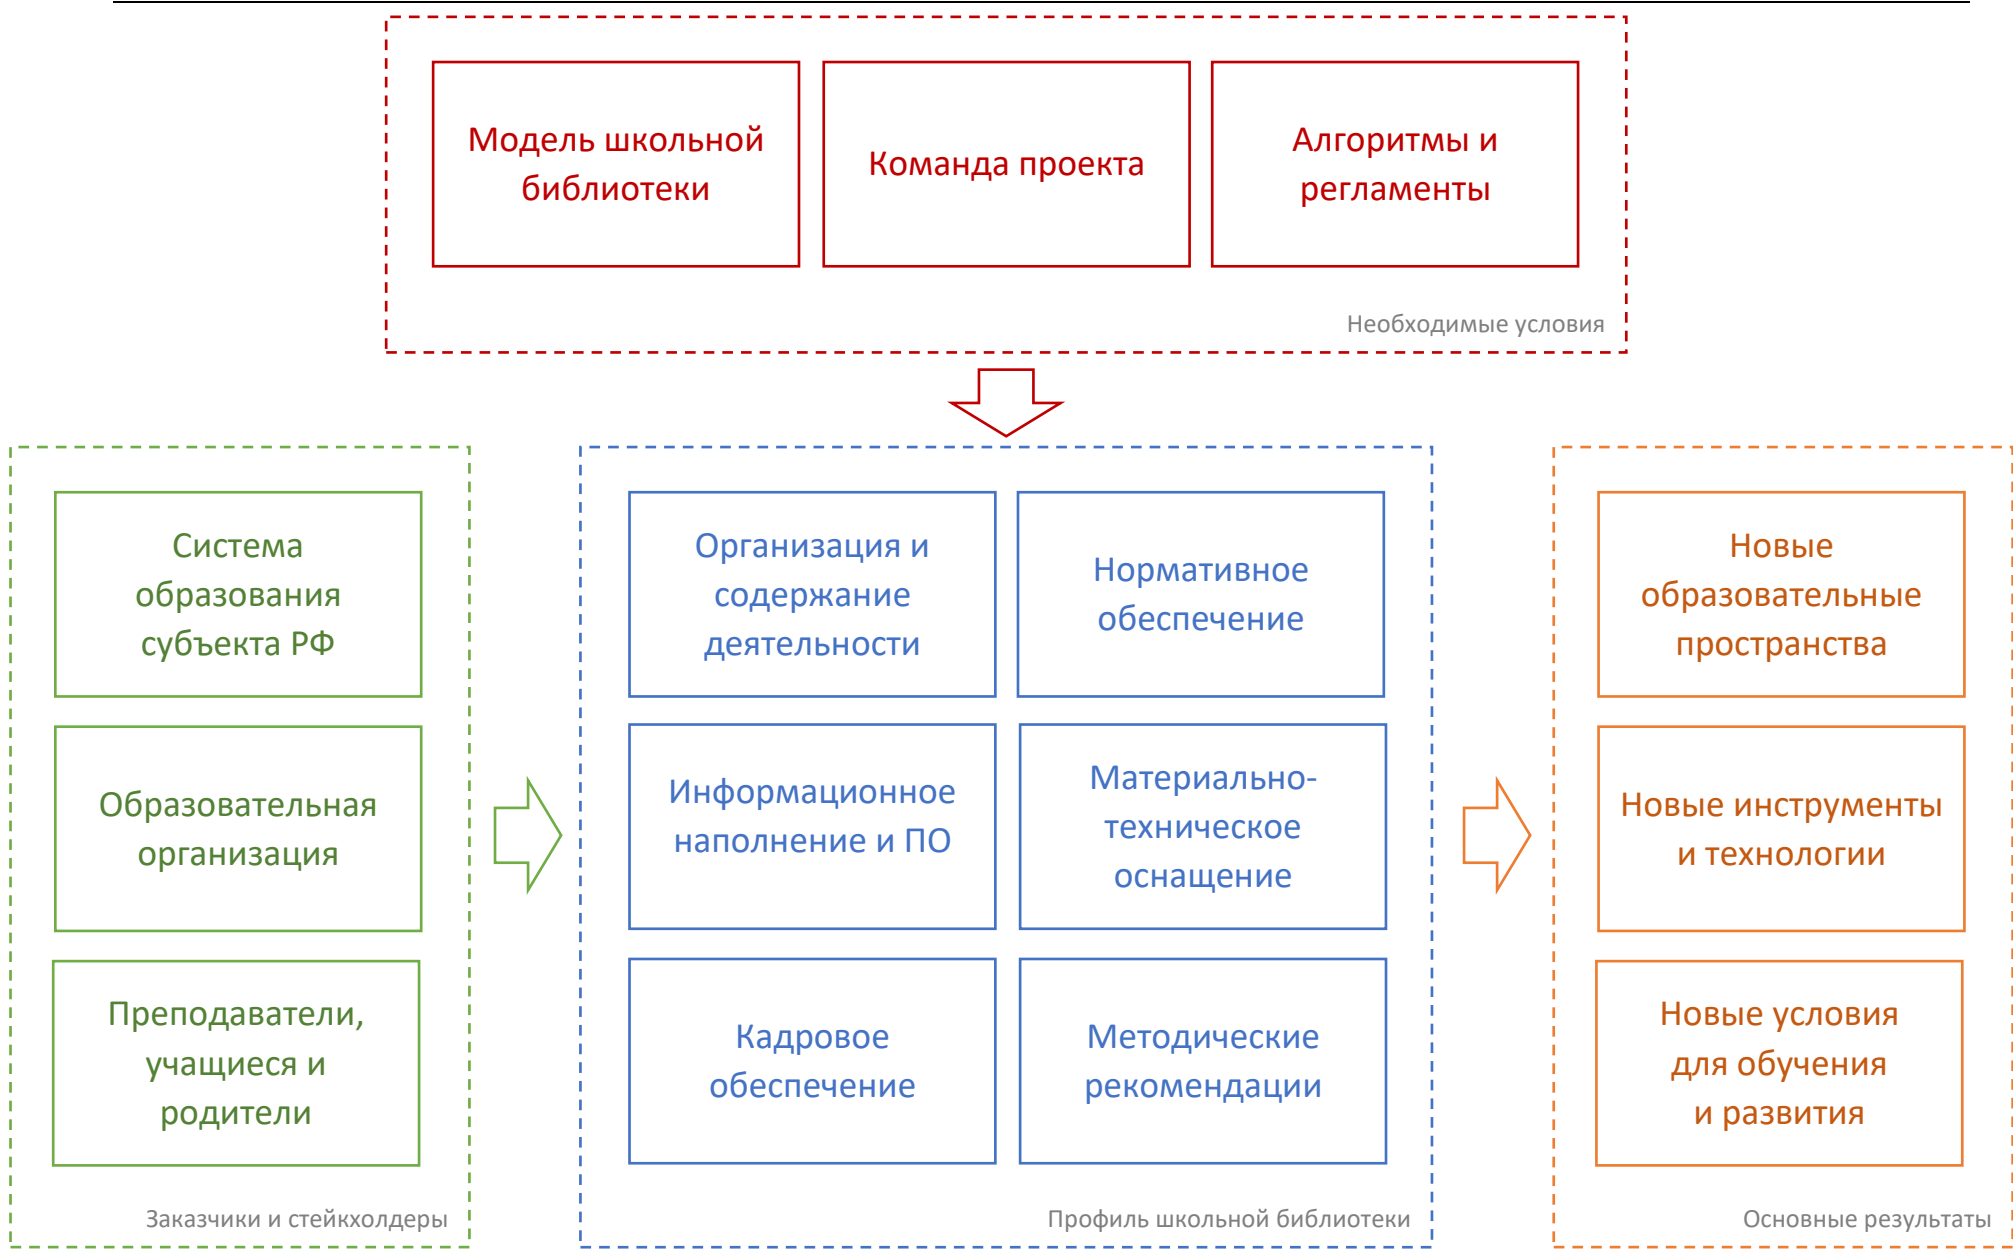 Модель школьной
библиотеки
Команда проекта
Алгоритмы и
регламенты
Необходимые условия
Система
образования
субъекта РФ
Образовательная
организация
Преподаватели,
учащиеся и
родители
Заказчики и стейкхолдеры
Организация и
содержание
деятельности
Нормативное
обеспечение
Информационное
наполнение и ПО
Материально-
техническое
оснащение
Кадровое
обеспечение
Методические
рекомендации
Профиль школьной библиотеки
Новые
образовательные
пространства
Новые инструменты
и технологии
Новые условия
для обучения
и развития
Основные результаты